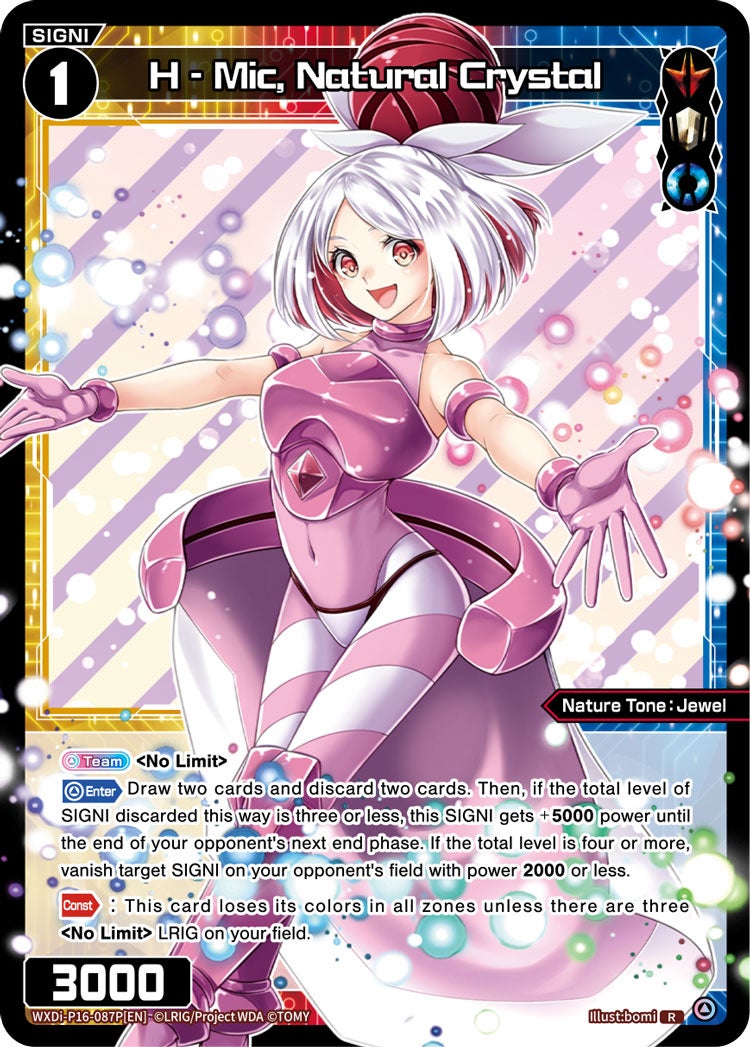 SIGNI
1
H - Mic, Natural Crystal
Nature Tone：Jewel
Team <No Limit>
Enter Draw two cards and discard two cards. Then, if the total level of
SIGNI discarded this way is three or less, this SIGNI gets +5000 power until
the end of your opponent's next end phase. If the total level is four or more,
vanish target SIGNI on your opponent's field with power 2000 or less.
Const : This card loses its colors in all zones unless there are three
<No Limit> LRIG on your field.
3000
WXDi-P16-087P[EN] ©LRIG/Project WDA ©TOMY
Illust:bomi R